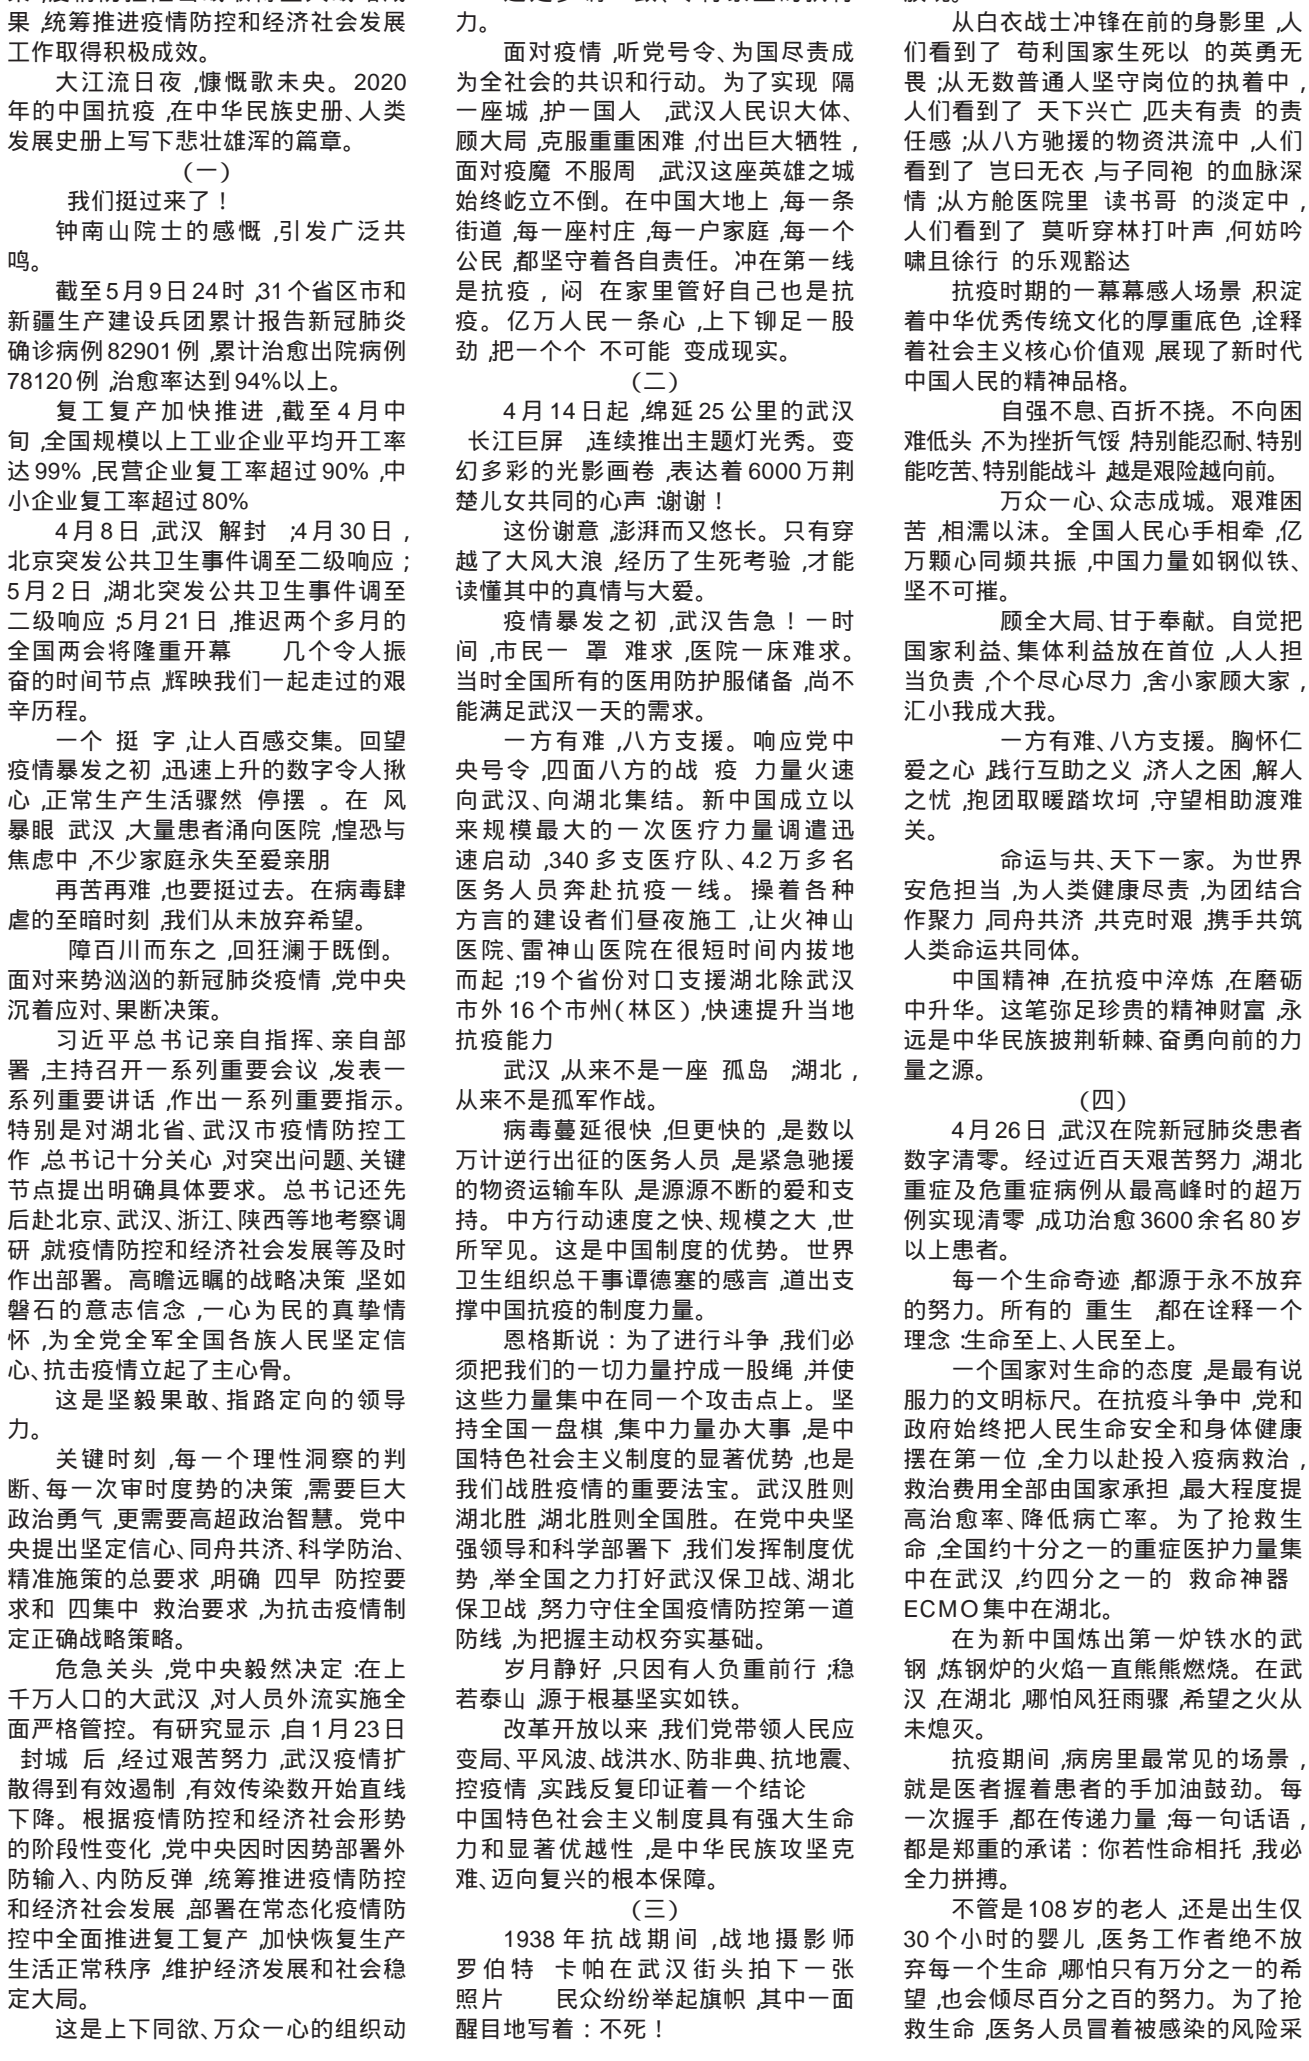 果,统筹推进疫情防控和经济社会发展
工作取得积极成效。
大江流日夜,慷慨歌未央。2020
年的中国抗疫,在中华民族史册、人类
发展史册上写下悲壮雄浑的篇章。
(一)
我们挺过来了!
钟南山院士的感慨,引发广泛共
鸣。
截至5月9日24时,31个省区市和
新疆生产建设兵团累计报告新冠肺炎
确诊病例82901例,累计治愈出院病例
78120例,治愈率达到94%以上。
复工复产加快推进,截至4月中
旬,全国规模以上工业企业平均开工率
达99%,民营企业复工率超过90%,中
小企业复工率超过80%
4月8日,武汉 解封 ;4月30日,
北京突发公共卫生事件调至二级响应;
5月2日,湖北突发公共卫生事件调至
二级响应;5月21日,推迟两个多月的
全国两会将隆重开幕 几个令人振
奋的时间节点,辉映我们一起走过的艰
辛历程。
一个 挺 字,让人百感交集。回望
疫情暴发之初,迅速上升的数字令人揪
心,正常生产生活骤然 停摆 。在 风
暴眼 武汉,大量患者涌向医院,惶恐与
焦虑中,不少家庭永失至爱亲朋
再苦再难,也要挺过去。在病毒肆
虐的至暗时刻,我们从未放弃希望。
障百川而东之,回狂澜于既倒。
面对来势汹汹的新冠肺炎疫情,党中央
沉着应对、果断决策。
习近平总书记亲自指挥、亲自部
署,主持召开一系列重要会议,发表一
系列重要讲话,作出一系列重要指示。
特别是对湖北省、武汉市疫情防控工
作,总书记十分关心,对突出问题、关键
节点提出明确具体要求。总书记还先
后赴北京、武汉、浙江、陕西等地考察调
研,就疫情防控和经济社会发展等及时
作出部署。高瞻远瞩的战略决策,坚如
磐石的意志信念,一心为民的真挚情
怀,为全党全军全国各族人民坚定信
心、抗击疫情立起了主心骨。
这是坚毅果敢、指路定向的领导
力。
关键时刻,每一个理性洞察的判
断、每一次审时度势的决策,需要巨大
政治勇气,更需要高超政治智慧。党中
央提出坚定信心、同舟共济、科学防治、
精准施策的总要求,明确 四早 防控要
求和 四集中 救治要求,为抗击疫情制
定正确战略策略。
危急关头,党中央毅然决定:在上
千万人口的大武汉,对人员外流实施全
面严格管控。有研究显示,自1月23日
封城 后,经过艰苦努力,武汉疫情扩
散得到有效遏制,有效传染数开始直线
下降。根据疫情防控和经济社会形势
的阶段性变化,党中央因时因势部署外
防输入、内防反弹,统筹推进疫情防控
和经济社会发展,部署在常态化疫情防
控中全面推进复工复产,加快恢复生产
生活正常秩序,维护经济发展和社会稳
定大局。
这是上下同欲、万众一心的组织动
力。
面对疫情,听党号令、为国尽责成
为全社会的共识和行动。为了实现 隔
一座城,护一国人 ,武汉人民识大体、
顾大局,克服重重困难,付出巨大牺牲,
面对疫魔 不服周 ,武汉这座英雄之城
始终屹立不倒。在中国大地上,每一条
街道,每一座村庄,每一户家庭,每一个
公民,都坚守着各自责任。冲在第一线
是抗疫, 闷 在家里管好自己也是抗
疫。亿万人民一条心,上下铆足一股
劲,把一个个 不可能 变成现实。
(二)
4月14日起,绵延25公里的武汉
长江巨屏 ,连续推出主题灯光秀。变
幻多彩的光影画卷,表达着6000万荆
楚儿女共同的心声:谢谢!
这份谢意,澎湃而又悠长。只有穿
越了大风大浪,经历了生死考验,才能
读懂其中的真情与大爱。
疫情暴发之初,武汉告急!一时
间,市民一 罩 难求,医院一床难求。
当时全国所有的医用防护服储备,尚不
能满足武汉一天的需求。
一方有难,八方支援。响应党中
央号令,四面八方的战 疫 力量火速
向武汉、向湖北集结。新中国成立以
来规模最大的一次医疗力量调遣迅
速启动,340多支医疗队、4.2万多名
医务人员奔赴抗疫一线。操着各种
方言的建设者们昼夜施工,让火神山
医院、雷神山医院在很短时间内拔地
而起;19个省份对口支援湖北除武汉
市外16个市州(林区),快速提升当地
抗疫能力
武汉,从来不是一座 孤岛 ;湖北,
从来不是孤军作战。
病毒蔓延很快,但更快的,是数以
万计逆行出征的医务人员,是紧急驰援
的物资运输车队,是源源不断的爱和支
持。 中方行动速度之快、规模之大,世
所罕见。这是中国制度的优势。 世界
卫生组织总干事谭德塞的感言,道出支
撑中国抗疫的制度力量。
恩格斯说: 为了进行斗争,我们必
须把我们的一切力量拧成一股绳,并使
这些力量集中在同一个攻击点上。 坚
持全国一盘棋,集中力量办大事,是中
国特色社会主义制度的显著优势,也是
我们战胜疫情的重要法宝。武汉胜则
湖北胜,湖北胜则全国胜。在党中央坚
强领导和科学部署下,我们发挥制度优
势,举全国之力打好武汉保卫战、湖北
保卫战,努力守住全国疫情防控第一道
防线,为把握主动权夯实基础。
岁月静好,只因有人负重前行;稳
若泰山,源于根基坚实如铁。
改革开放以来,我们党带领人民应
变局、平风波、战洪水、防非典、抗地震、
控疫情,实践反复印证着一个结论
中国特色社会主义制度具有强大生命
力和显著优越性,是中华民族攻坚克
难、迈向复兴的根本保障。
(三)
1938年抗战期间,战地摄影师
罗伯特 卡帕在武汉街头拍下一张
照片 民众纷纷举起旗帜,其中一面
醒目地写着:不死!
从白衣战士冲锋在前的身影里,人
们看到了 苟利国家生死以 的英勇无
畏;从无数普通人坚守岗位的执着中,
人们看到了 天下兴亡,匹夫有责 的责
任感;从八方驰援的物资洪流中,人们
看到了 岂曰无衣,与子同袍 的血脉深
情;从方舱医院里 读书哥 的淡定中,
人们看到了 莫听穿林打叶声,何妨吟
啸且徐行 的乐观豁达
抗疫时期的一幕幕感人场景,积淀
着中华优秀传统文化的厚重底色,诠释
着社会主义核心价值观,展现了新时代
中国人民的精神品格。
自强不息、百折不挠。不向困
难低头,不为挫折气馁,特别能忍耐、特别
能吃苦、特别能战斗,越是艰险越向前。
万众一心、众志成城。艰难困
苦,相濡以沫。全国人民心手相牵,亿
万颗心同频共振,中国力量如钢似铁、
坚不可摧。
顾全大局、甘于奉献。自觉把
国家利益、集体利益放在首位,人人担
当负责,个个尽心尽力,舍小家顾大家,
汇小我成大我。
一方有难、八方支援。胸怀仁
爱之心,践行互助之义,济人之困,解人
之忧,抱团取暖踏坎坷,守望相助渡难
关。
命运与共、天下一家。为世界
安危担当,为人类健康尽责,为团结合
作聚力,同舟共济,共克时艰,携手共筑
人类命运共同体。
中国精神,在抗疫中淬炼,在磨砺
中升华。这笔弥足珍贵的精神财富,永
远是中华民族披荆斩棘、奋勇向前的力
量之源。
(四)
4月26日,武汉在院新冠肺炎患者
数字清零。经过近百天艰苦努力,湖北
重症及危重症病例从最高峰时的超万
例实现清零,成功治愈3600余名80岁
以上患者。
每一个生命奇迹,都源于永不放弃
的努力。所有的 重生 ,都在诠释一个
理念:生命至上、人民至上。
一个国家对生命的态度,是最有说
服力的文明标尺。在抗疫斗争中,党和
政府始终把人民生命安全和身体健康
摆在第一位,全力以赴投入疫病救治,
救治费用全部由国家承担,最大程度提
高治愈率、降低病亡率。为了抢救生
命,全国约十分之一的重症医护力量集
中在武汉,约四分之一的 救命神器
ECMO集中在湖北。
在为新中国炼出第一炉铁水的武
钢,炼钢炉的火焰一直熊熊燃烧。在武
汉,在湖北,哪怕风狂雨骤,希望之火从
未熄灭。
抗疫期间,病房里最常见的场景,
就是医者握着患者的手加油鼓劲。每
一次握手,都在传递力量;每一句话语,
都是郑重的承诺:你若性命相托,我必
全力拼搏。
不管是108岁的老人,还是出生仅
30个小时的婴儿,医务工作者绝不放
弃每一个生命,哪怕只有万分之一的希
望,也会倾尽百分之百的努力。为了抢
救生命,医务人员冒着被感染的风险采